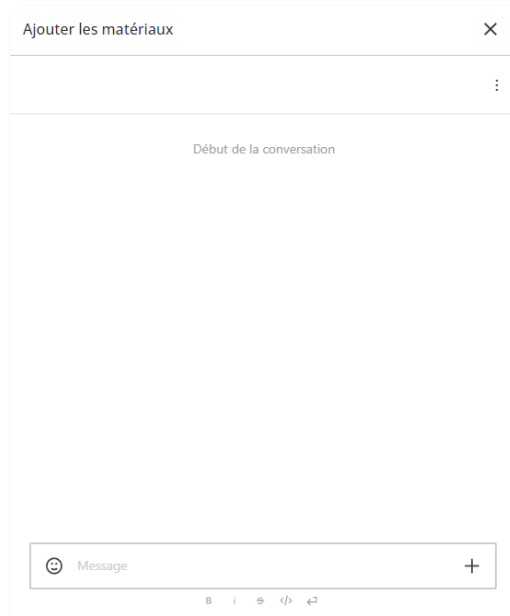 Ajouter les matériaux
Début de la conversation
Message
B i S </>